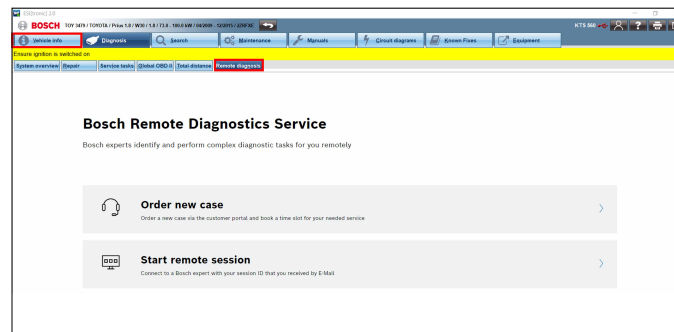 ESI[tronic] 2.0
BOSCH TOY 3479 / TOYOTA / Prius 1.8 / W30 / 1.8 / 73.0 - 100.0 kW / 04/2009 - 12/2015 / 2ZRFXE KTS 560 ?
Vehicle info Diagnosis Search Maintenance Manuals Circuit diagrams Known Fixes Equipment
Ensure ignition is switched on
System overview Repair Service tasks Global OBD II Total distance Remote diagnosis
Bosch Remote Diagnostics Service
Bosch experts identify and perform complex diagnostic tasks for you remotely
Order new case
Order a new case via the customer portal and book a time slot for your needed service
Start remote session
Connect to a Bosch expert with your session ID that you received by E-Mail